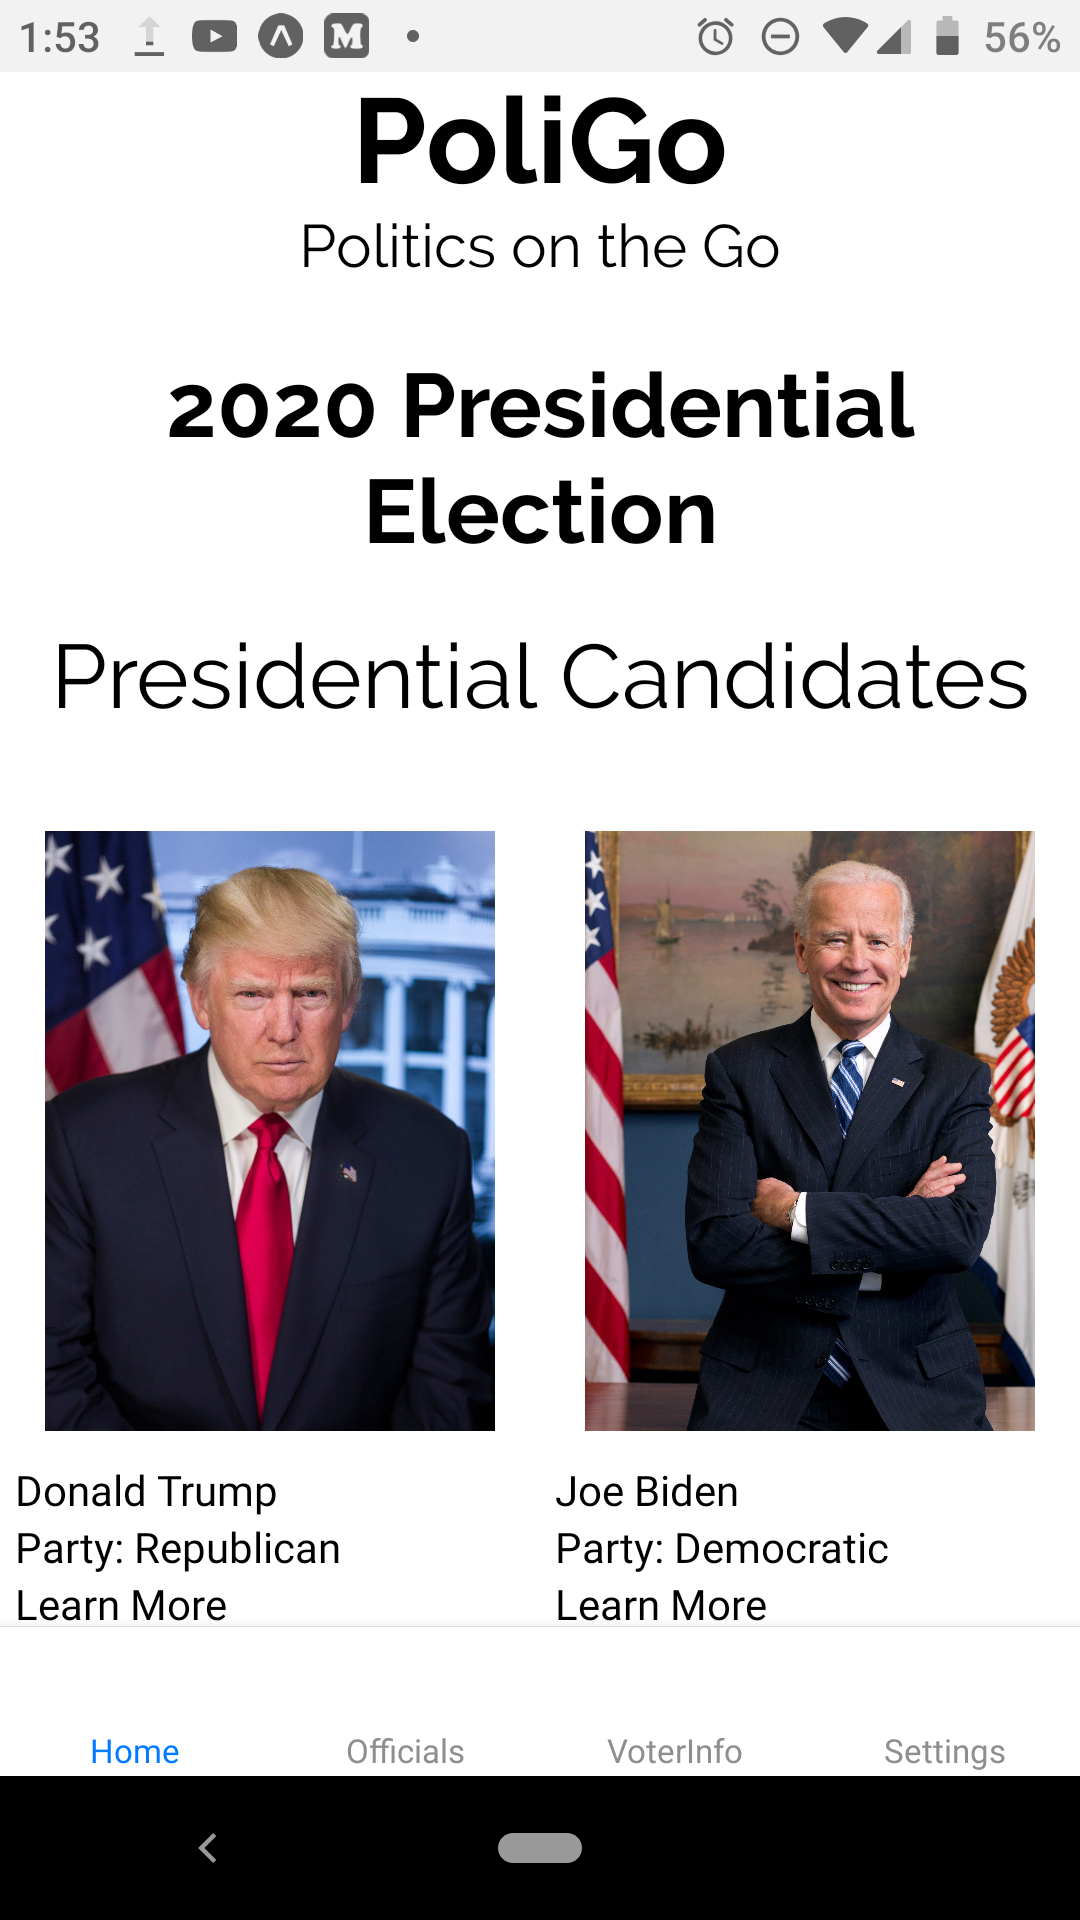 1:53 56%
PoliGo
Politics on the Go
2020 Presidential
Election
Presidential Candidates
Donald Trump
Party: Republican
Learn More
Joe Biden
Party: Democratic
Learn More
Home Officials VoterInfo Settings